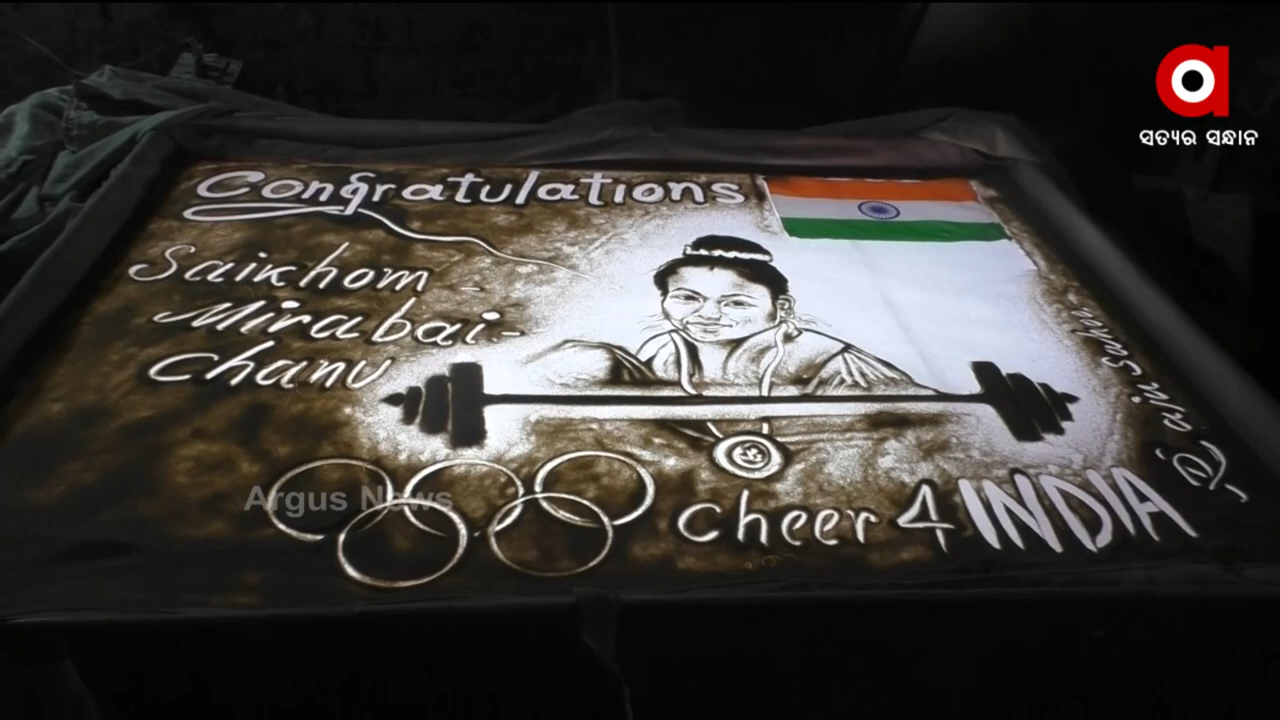 ସତ୍ୟର ସନ୍ଧାନ
Congratulations
Saikhom
Mirabai-
Chanu
Argus News
Cheer 4 INDIA